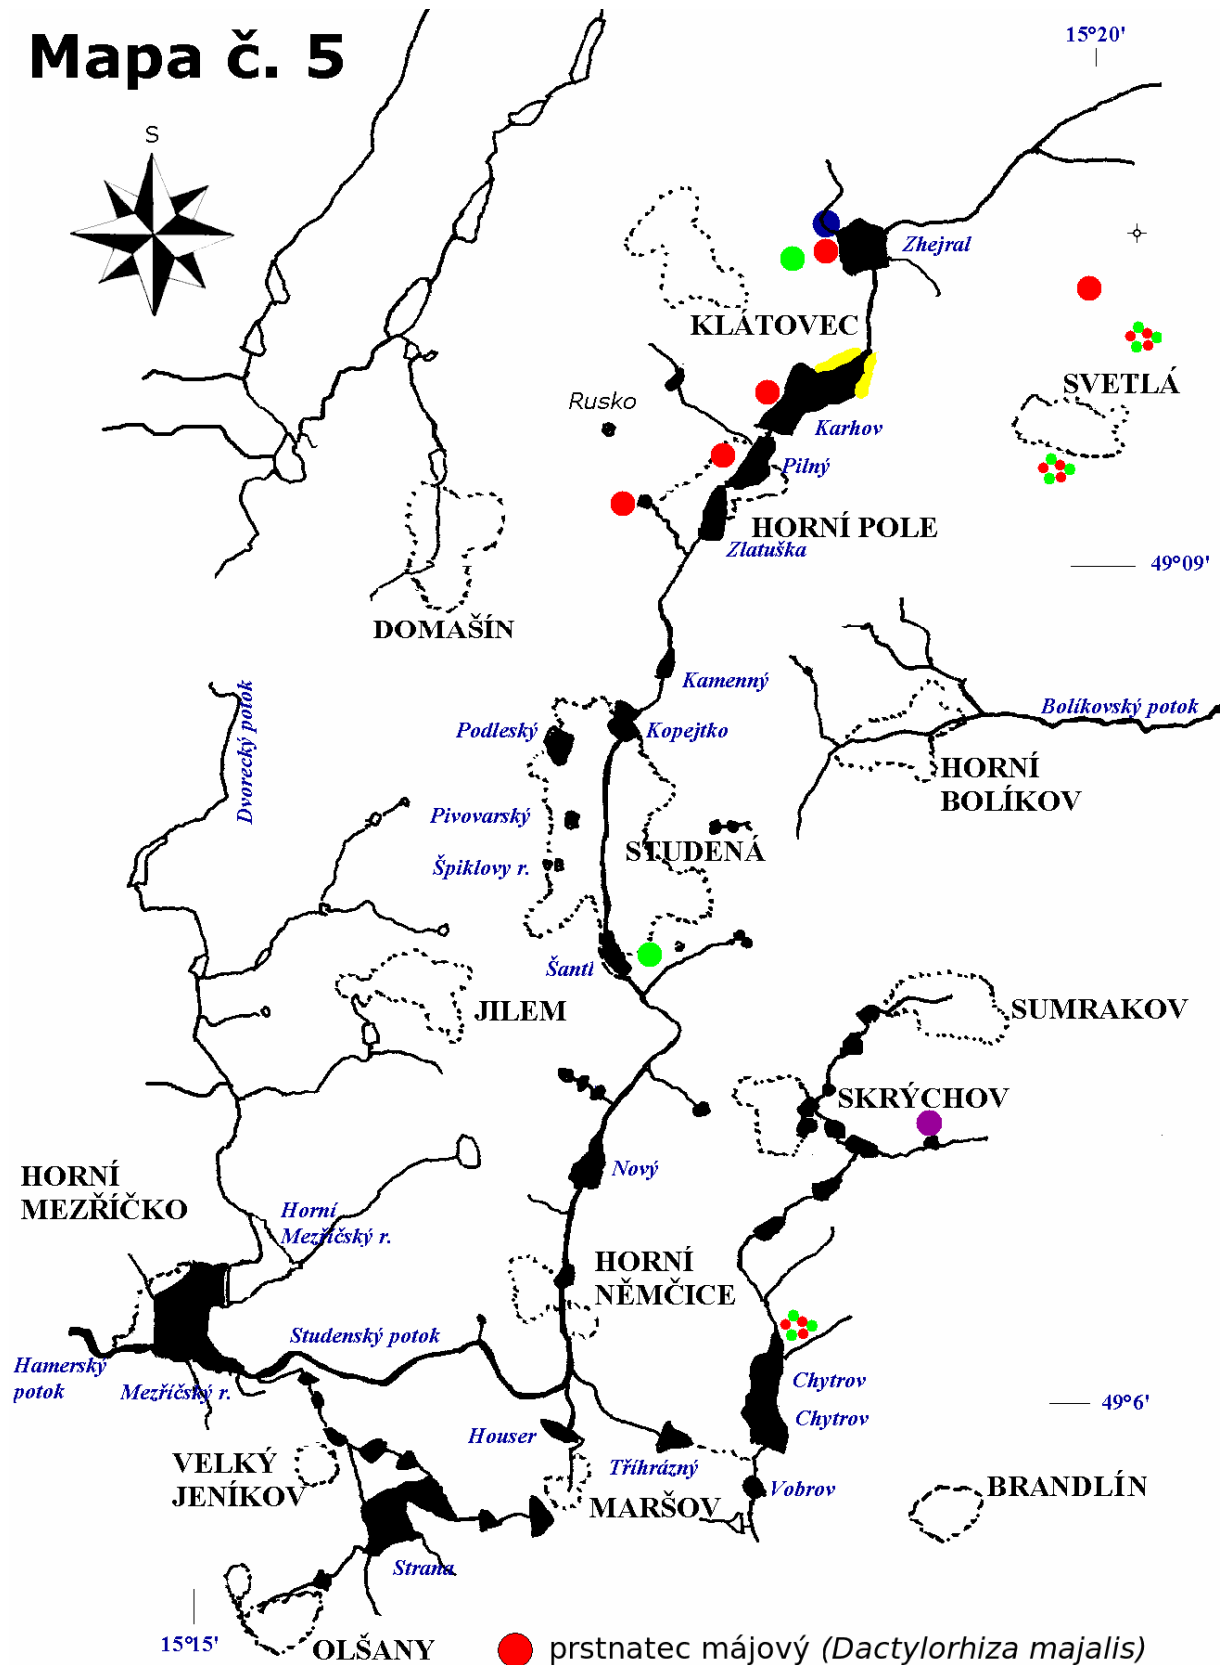 Mapa č. 5
15°20'
S
Zhejral
KLÁTOVEC
SVETLÁ
Rusko
Karhov
Pilný
HORNÍ POLE
Zlatuška
49°09'
DOMAŠÍN
Kamenný
Dvorecký potok
Bolíkovský potok
Podleský
Kopejtko
HORNÍ
BOLÍKOV
Pivovarský
STUDENÁ
Špiklovy r.
Šantl
JILEM
SUMRAKOV
SKRÝCHOV
HORNÍ
MEZŘÍČKO
Nový
Horní
Mezříčský r.
HORNÍ
NĚMČICE
Studenský potok
Hamerský
potok
Mezříčský r.
Chytrov
Chytrov
49°6'
Houser
VELKÝ
JENÍKOV
Tříhrázný
Vobrov
MARŠOV
BRANDLÍN
Strana
15°15'
OLŠANY
prstnatec májový (Dactylorhiza majalis)